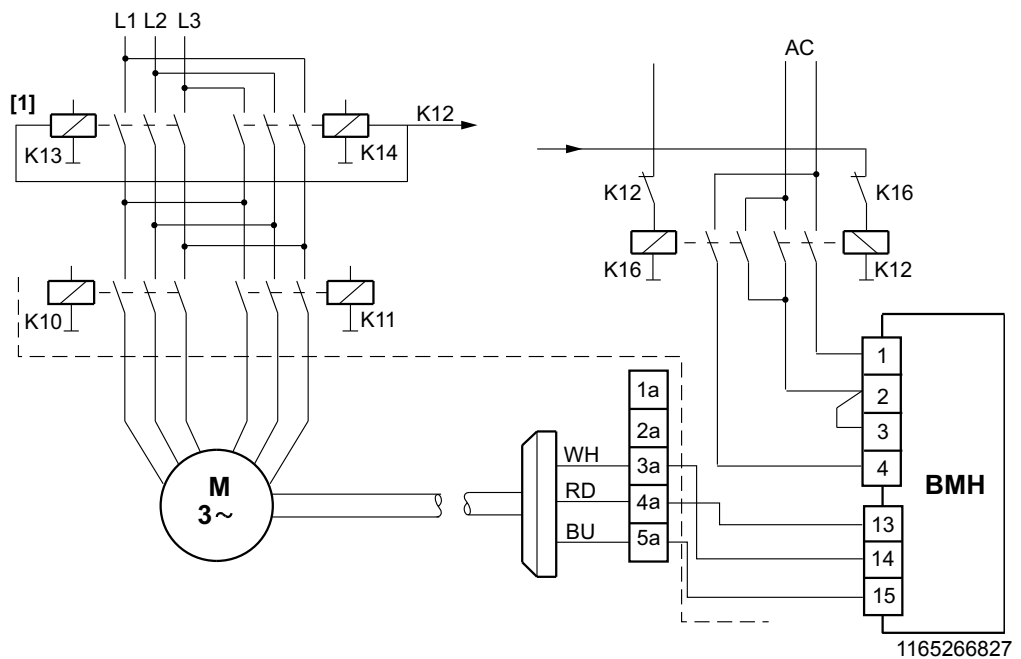 L1 L2 L3
AC
[1]
K12
K13
K14
K12
K16
K16
K12
K10
K11
1
1a
2
2a
3
WH
3a
4
M
3~
BMH
RD
4a
13
BU
5a
14
15
1165266827